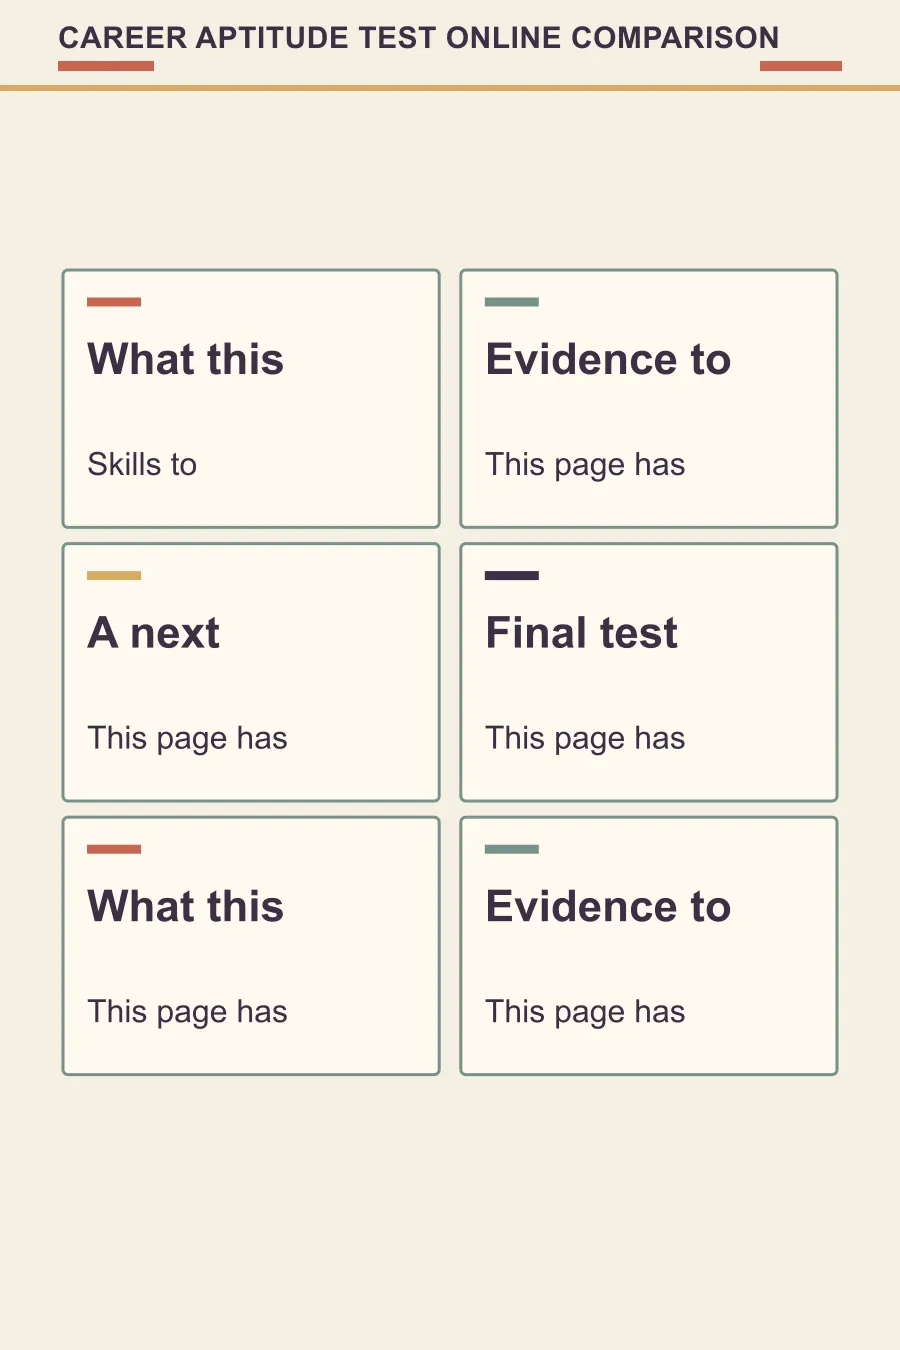 CAREER APTITUDE TEST ONLINE COMPARISON
What this
Skills to
Evidence to
This page has
A next
This page has
Final test
This page has
What this
This page has
Evidence to
This page has